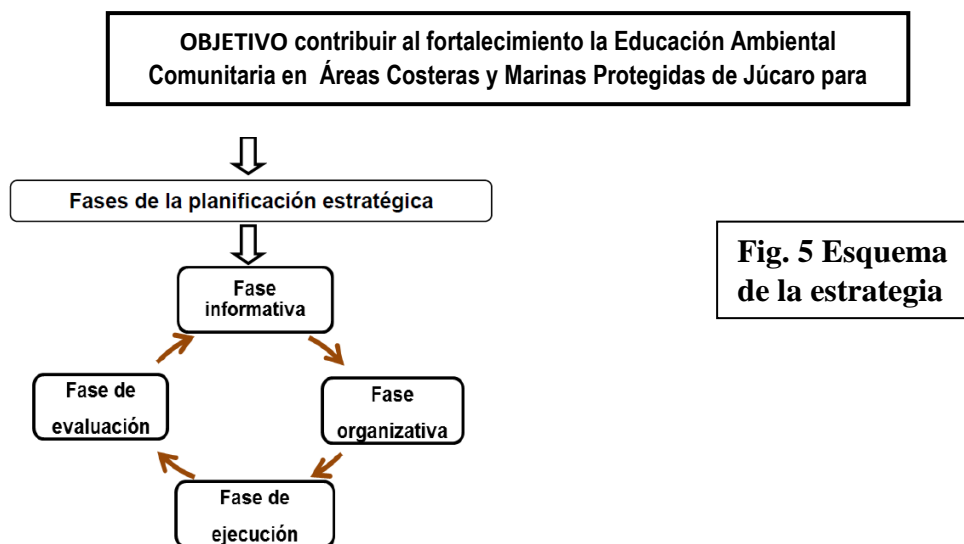 OBJETIVO contribuir al fortalecimiento la Educación Ambiental
Comunitaria en Áreas Costeras y Marinas Protegidas de Júcaro para
Fases de la planificación estratégica
Fig. 5 Esquema
de la estrategia
Fase
informativa
Fase de
evaluación
Fase
organizativa
Fase de
ejecución